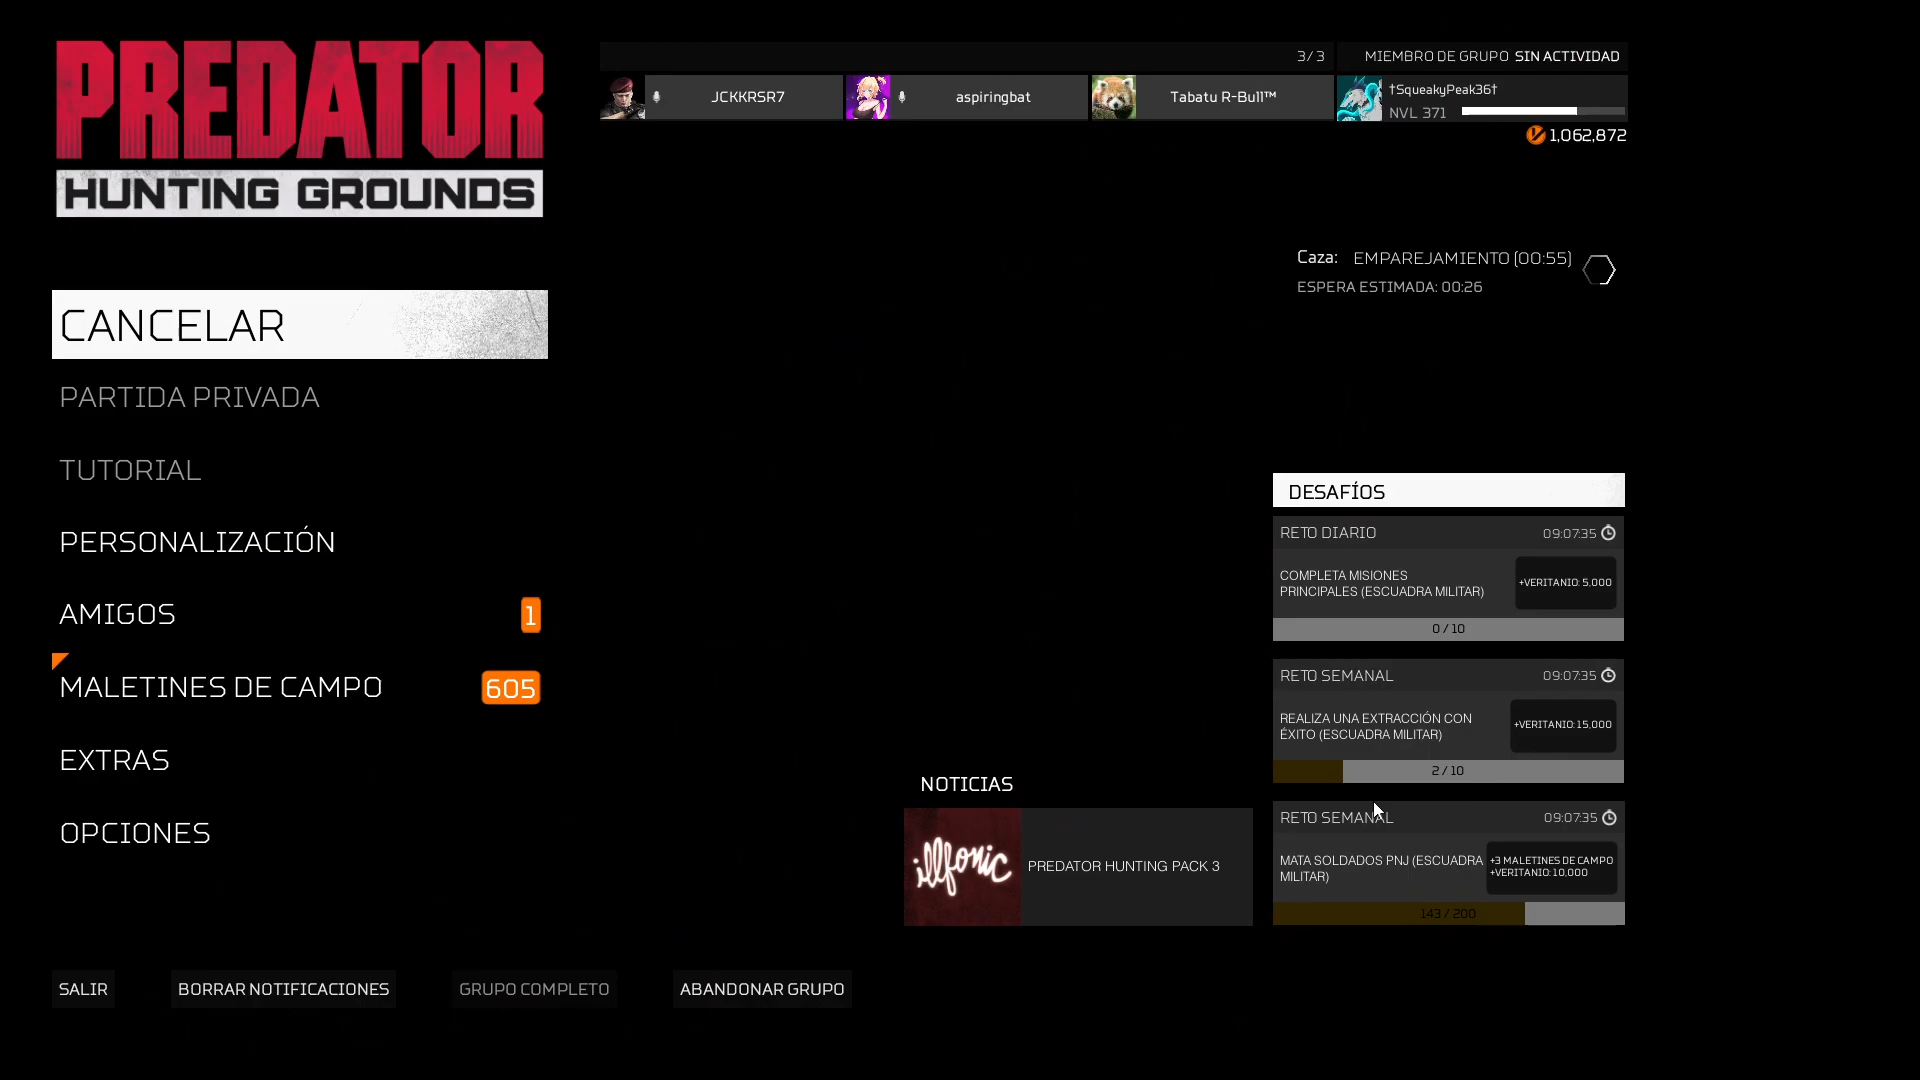 PREDATOR
HUNTING GROUNDS
3/3
MIEMBRO DE GRUPO SIN ACTIVIDAD
JCKKRSR7
aspiringbat
Tabatu R-Bull™
†SqueakyPeak36†
NVL 371
1,062,872
Caza: EMPAREJAMIENTO (00:55)
ESPERA ESTIMADA: 00:26
CANCELAR
PARTIDA PRIVADA
TUTORIAL
PERSONALIZACIÓN
AMIGOS 1
MALETINES DE CAMPO 605
EXTRAS
OPCIONES
NOTICIAS
illfonic
PREDATOR HUNTING PACK 3
DESAFÍOS
RETO DIARIO 09:07:35
COMPLETA MISIONES
PRINCIPALES (ESCUADRA MILITAR)
+VERITANIO: 5,000
0 / 10
RETO SEMANAL 09:07:35
REALIZA UNA EXTRACCIÓN CON
ÉXITO (ESCUADRA MILITAR)
+VERITANIO: 15,000
2 / 10
RETO SEMANAL 09:07:35
MATA SOLDADOS PNJ (ESCUADRA
MILITAR)
+3 MALETINES DE CAMPO
+VERITANIO: 10,000
143 / 200
SALIR
BORRAR NOTIFICACIONES
GRUPO COMPLETO
ABANDONAR GRUPO